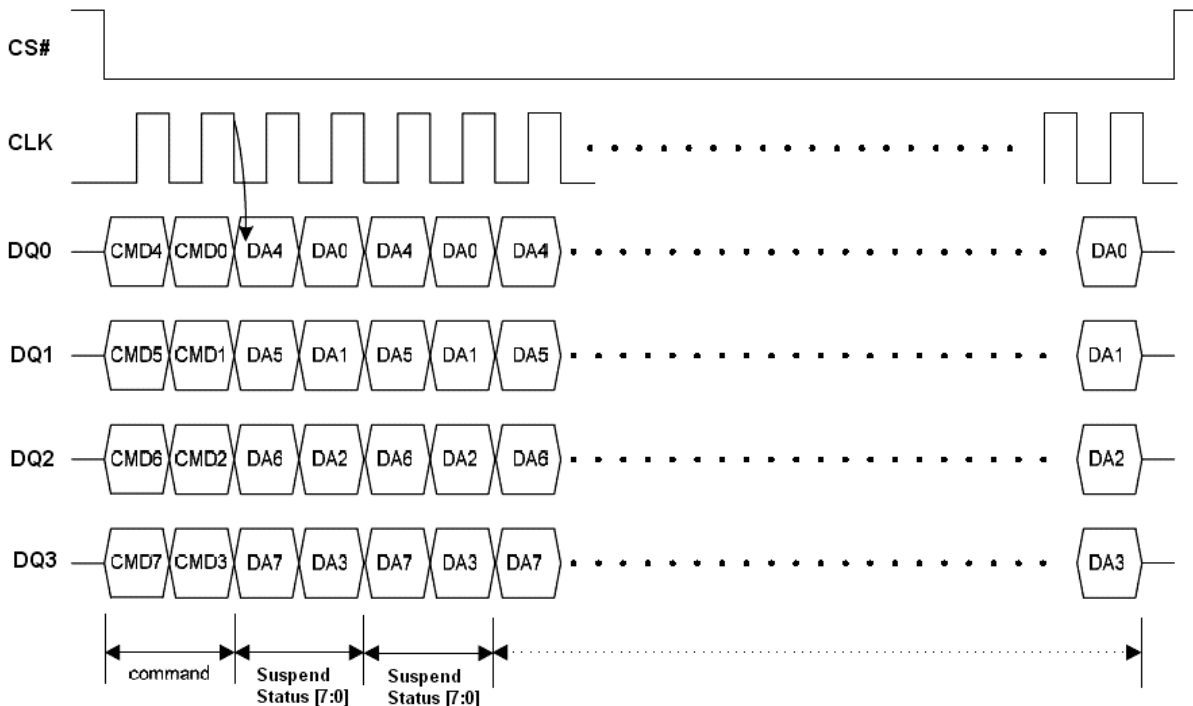 CS#
CLK
DQ0 CMD4 CMD0 DA4 DA0 DA4 DA0 DA4 DA0
DQ1 CMD5 CMD1 DA5 DA1 DA5 DA1 DA5 DA1
DQ2 CMD6 CMD2 DA6 DA2 DA6 DA2 DA6 DA2
DQ3 CMD7 CMD3 DA7 DA3 DA7 DA3 DA7 DA3
command
Suspend
Status [7:0]
Suspend
Status [7:0]